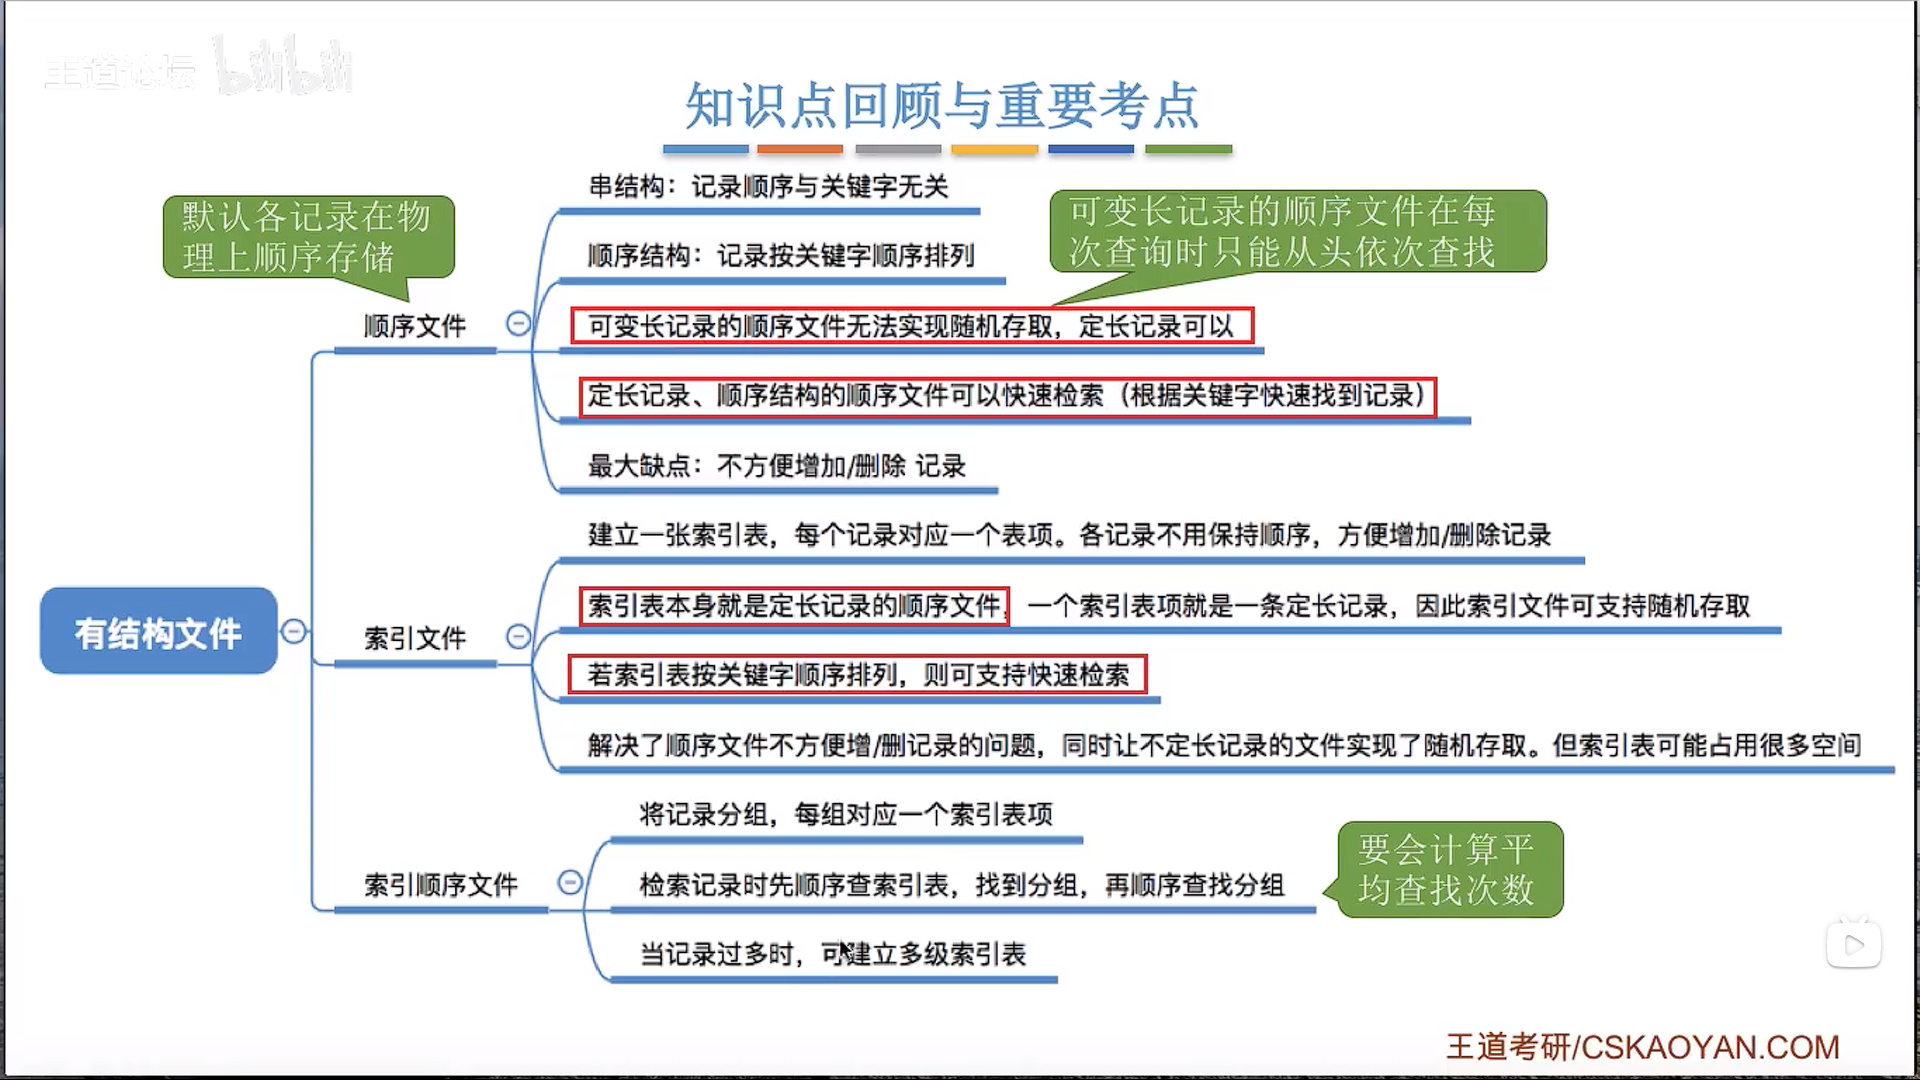 王道论坛 bilibili
知识点回顾与重要考点
串结构：记录顺序与关键字无关
默认各记录在物
理上顺序存储
可变长记录的顺序文件在每
次查询时只能从头依次查找
顺序结构：记录按关键字顺序排列
顺序文件
可变长记录的顺序文件无法实现随机存取，定长记录可以
定长记录、顺序结构的顺序文件可以快速检索（根据关键字快速找到记录）
最大缺点：不方便增加/删除 记录
建立一张索引表，每个记录对应一个表项。各记录不用保持顺序，方便增加/删除记录
有结构文件
索引文件
索引表本身就是定长记录的顺序文件，一个索引表项就是一条定长记录，因此索引文件可支持随机存取
若索引表按关键字顺序排列，则可支持快速检索
解决了顺序文件不方便增/删记录的问题，同时让不定长记录的文件实现了随机存取。但索引表可能占用很多空间
将记录分组，每组对应一个索引表项
索引顺序文件
检索记录时先顺序查索引表，找到分组，再顺序查找分组
要会计算平
均查找次数
当记录过多时，可建立多级索引表
王道考研/CSKAOYAN.COM